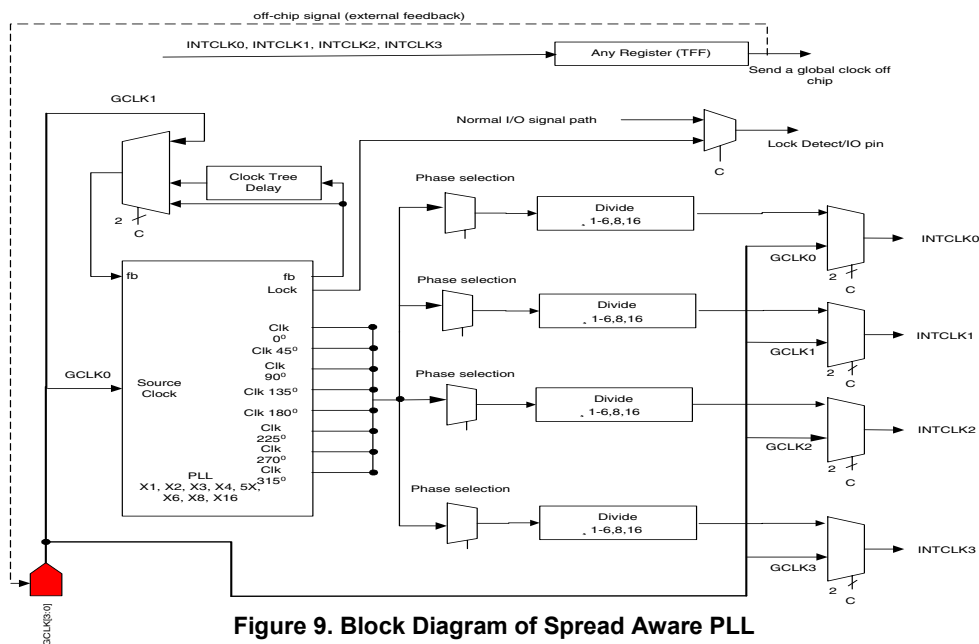 off-chip signal (external feedback)
INTCLK0, INTCLK1, INTCLK2, INTCLK3
Any Register (TFF)
Send a global clock off
chip
GCLK1
Normal I/O signal path
Lock Detect/IO pin
C
Clock Tree
Delay
2
C
Phase selection
Divide
1-6,8,16
INTCLK0
GCLK0
2
C
fb
fb
Lock
Phase selection
Divide
1-6,8,16
INTCLK1
GCLK1
2
C
Clk
0º
Clk 45º
Clk
90º
Clk 135º
Clk 180º
Clk
225º
Clk
270º
Clk
315º
GCLK0
Source
Clock
Phase selection
Divide
1-6,8,16
INTCLK2
GCLK2
2
C
PLL
X1, X2, X3, X4, 5X,
X6, X8, X16
Phase selection
Divide
1-6,8,16
INTCLK3
GCLK3
2
C
GCLK[3:0]
Figure 9. Block Diagram of Spread Aware PLL